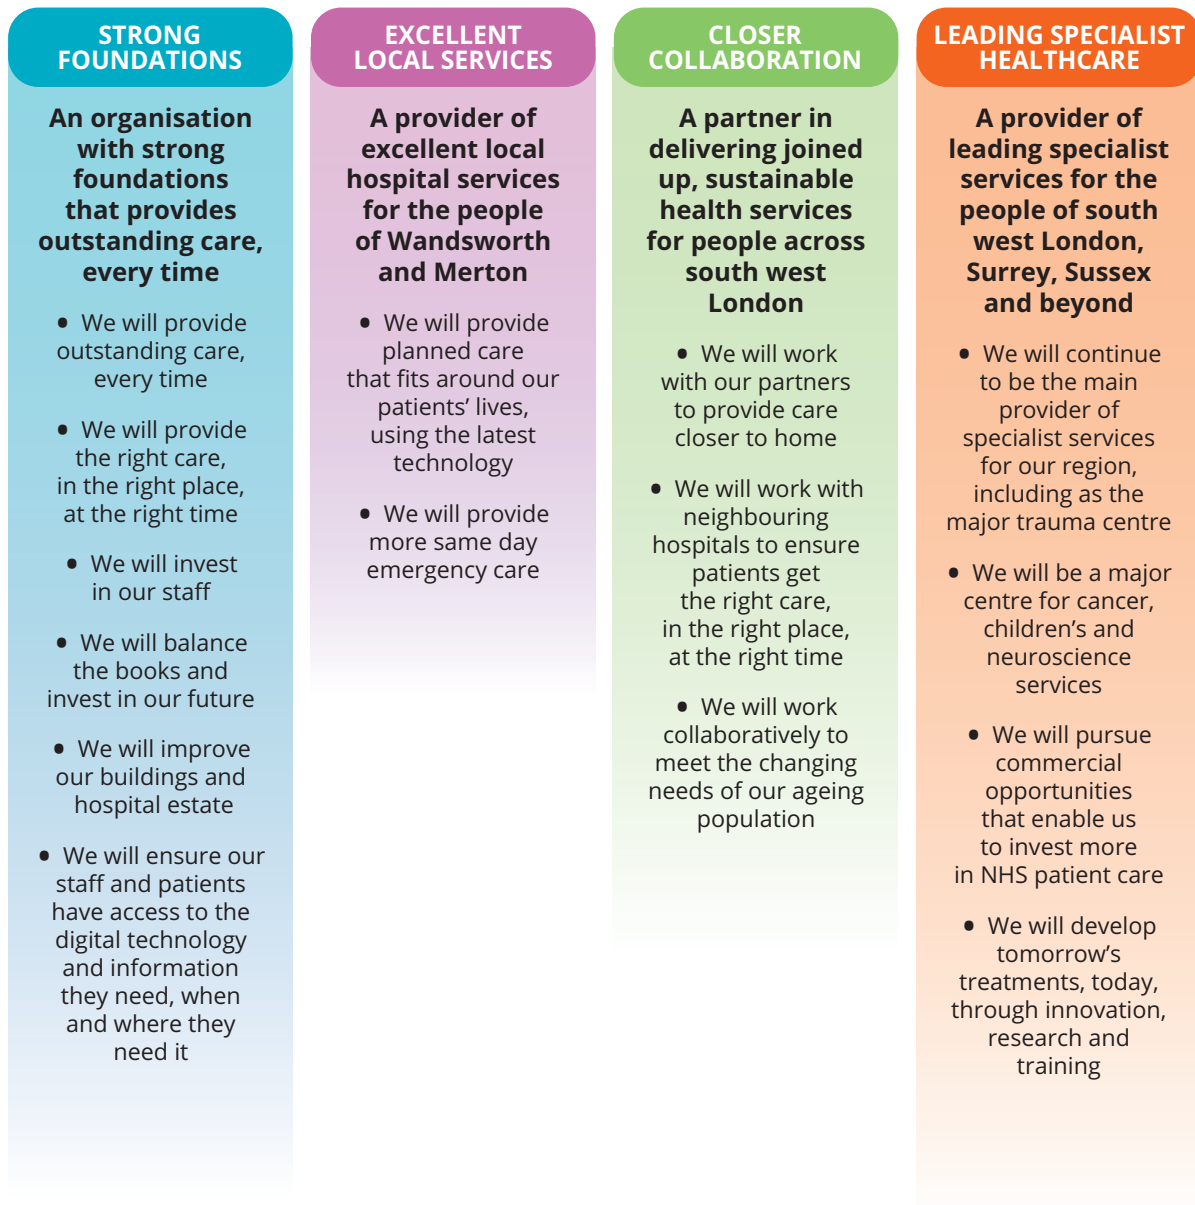 STRONG
FOUNDATIONS
An organisation
with strong
foundations
that provides
outstanding care,
every time
• We will provide
outstanding care,
every time
• We will provide
the right care,
in the right place,
at the right time
• We will invest
in our staff
• We will balance
the books and
invest in our future
• We will improve
our buildings and
hospital estate
• We will ensure our
staff and patients
have access to the
digital technology
and information
they need, when
and where they
need it
EXCELLENT
LOCAL SERVICES
A provider of
excellent local
hospital services
for the people
of Wandsworth
and Merton
• We will provide
planned care
that fits around our
patients’ lives,
using the latest
technology
• We will provide
more same day
emergency care
CLOSER
COLLABORATION
A partner in
delivering joined
up, sustainable
health services
for people across
south west
London
• We will work
with our partners
to provide care
closer to home
• We will work with
neighbouring
hospitals to ensure
patients get
the right care,
in the right place,
at the right time
• We will work
collaboratively to
meet the changing
needs of our ageing
population
LEADING SPECIALIST
HEALTHCARE
A provider of
leading specialist
services for the
people of south
west London,
Surrey, Sussex
and beyond
• We will continue
to be the main
provider of
specialist services
for our region,
including as the
major trauma centre
• We will be a major
centre for cancer,
children’s and
neuroscience
services
• We will pursue
commercial
opportunities
that enable us
to invest more
in NHS patient care
• We will develop
tomorrow’s
treatments, today,
through innovation,
research and
training